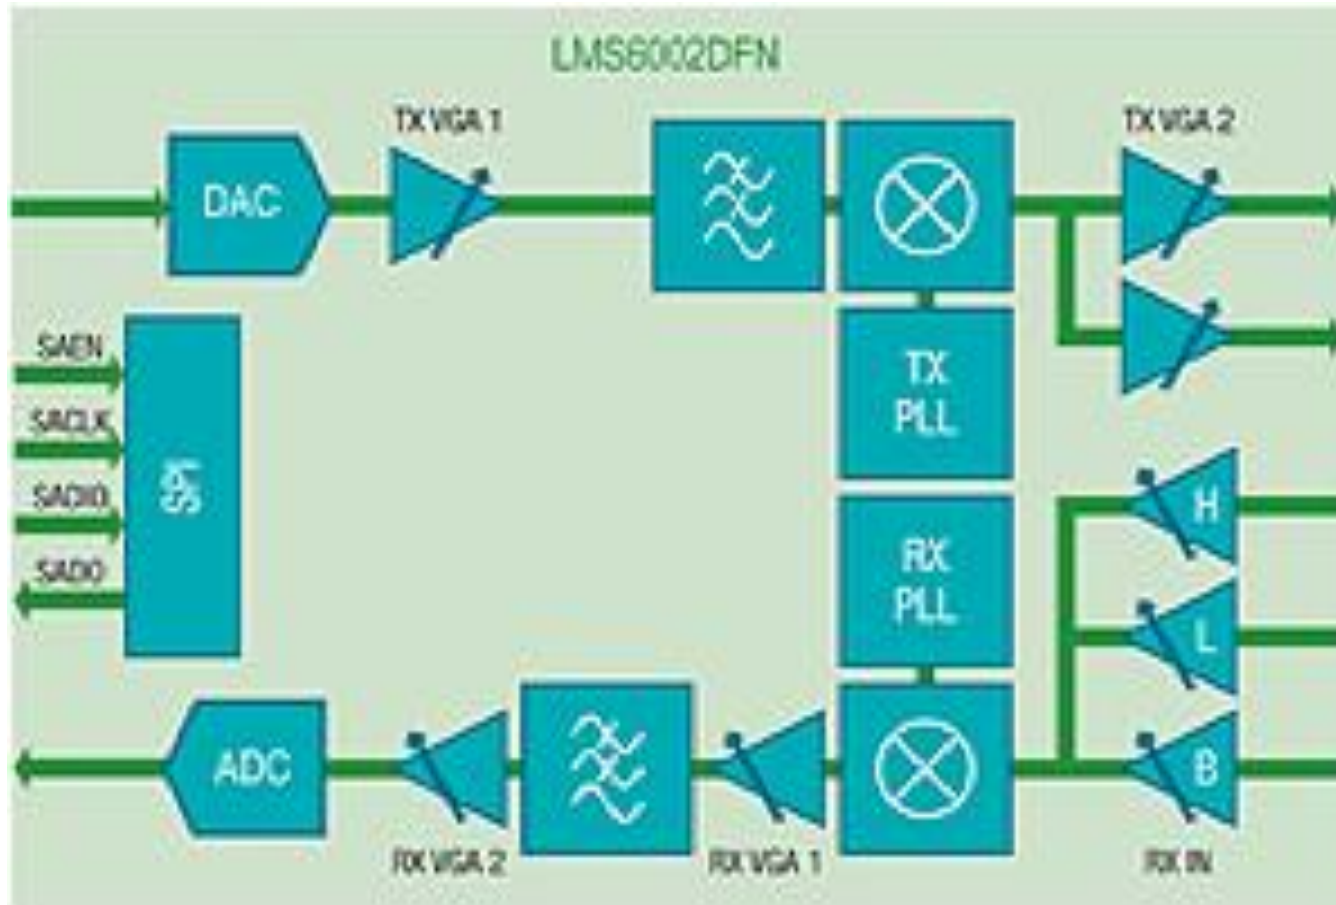 LMS6002DFN
TX VGA 1
TX VGA 2
DAC
SAEN
SACLK
SADIO
SADO
SPI
TX
PLL
RX
PLL
H
L
B
ADC
RX VGA 2
RX VGA 1
RX IN